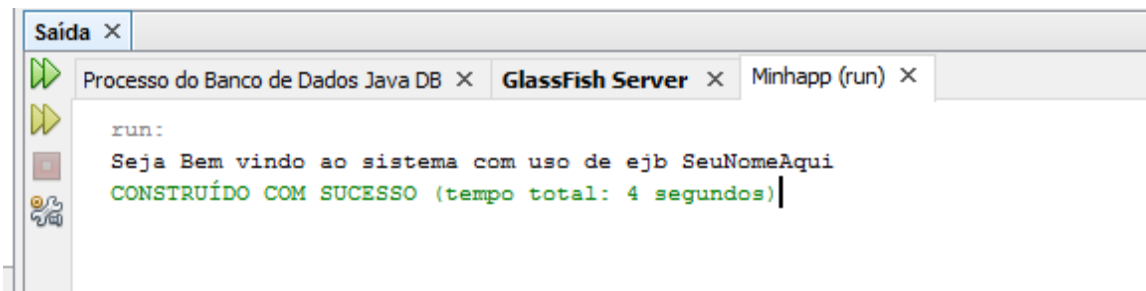 Saída
Processo do Banco de Dados Java DB GlassFish Server Minhapp (run)
run:
Seja Bem vindo ao sistema com uso de ejb SeuNomeAqui
CONSTRUÍDO COM SUCESSO (tempo total: 4 segundos)